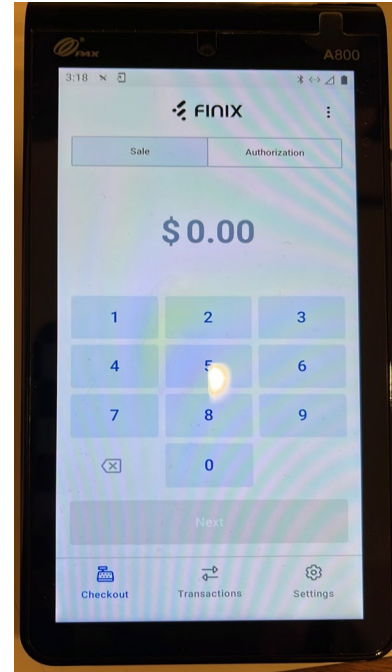 PAX
A800
3:18
FINIX
Sale Authorization
$0.00
1 2 3
4 5 6
7 8 9
0
Next
Checkout Transactions Settings